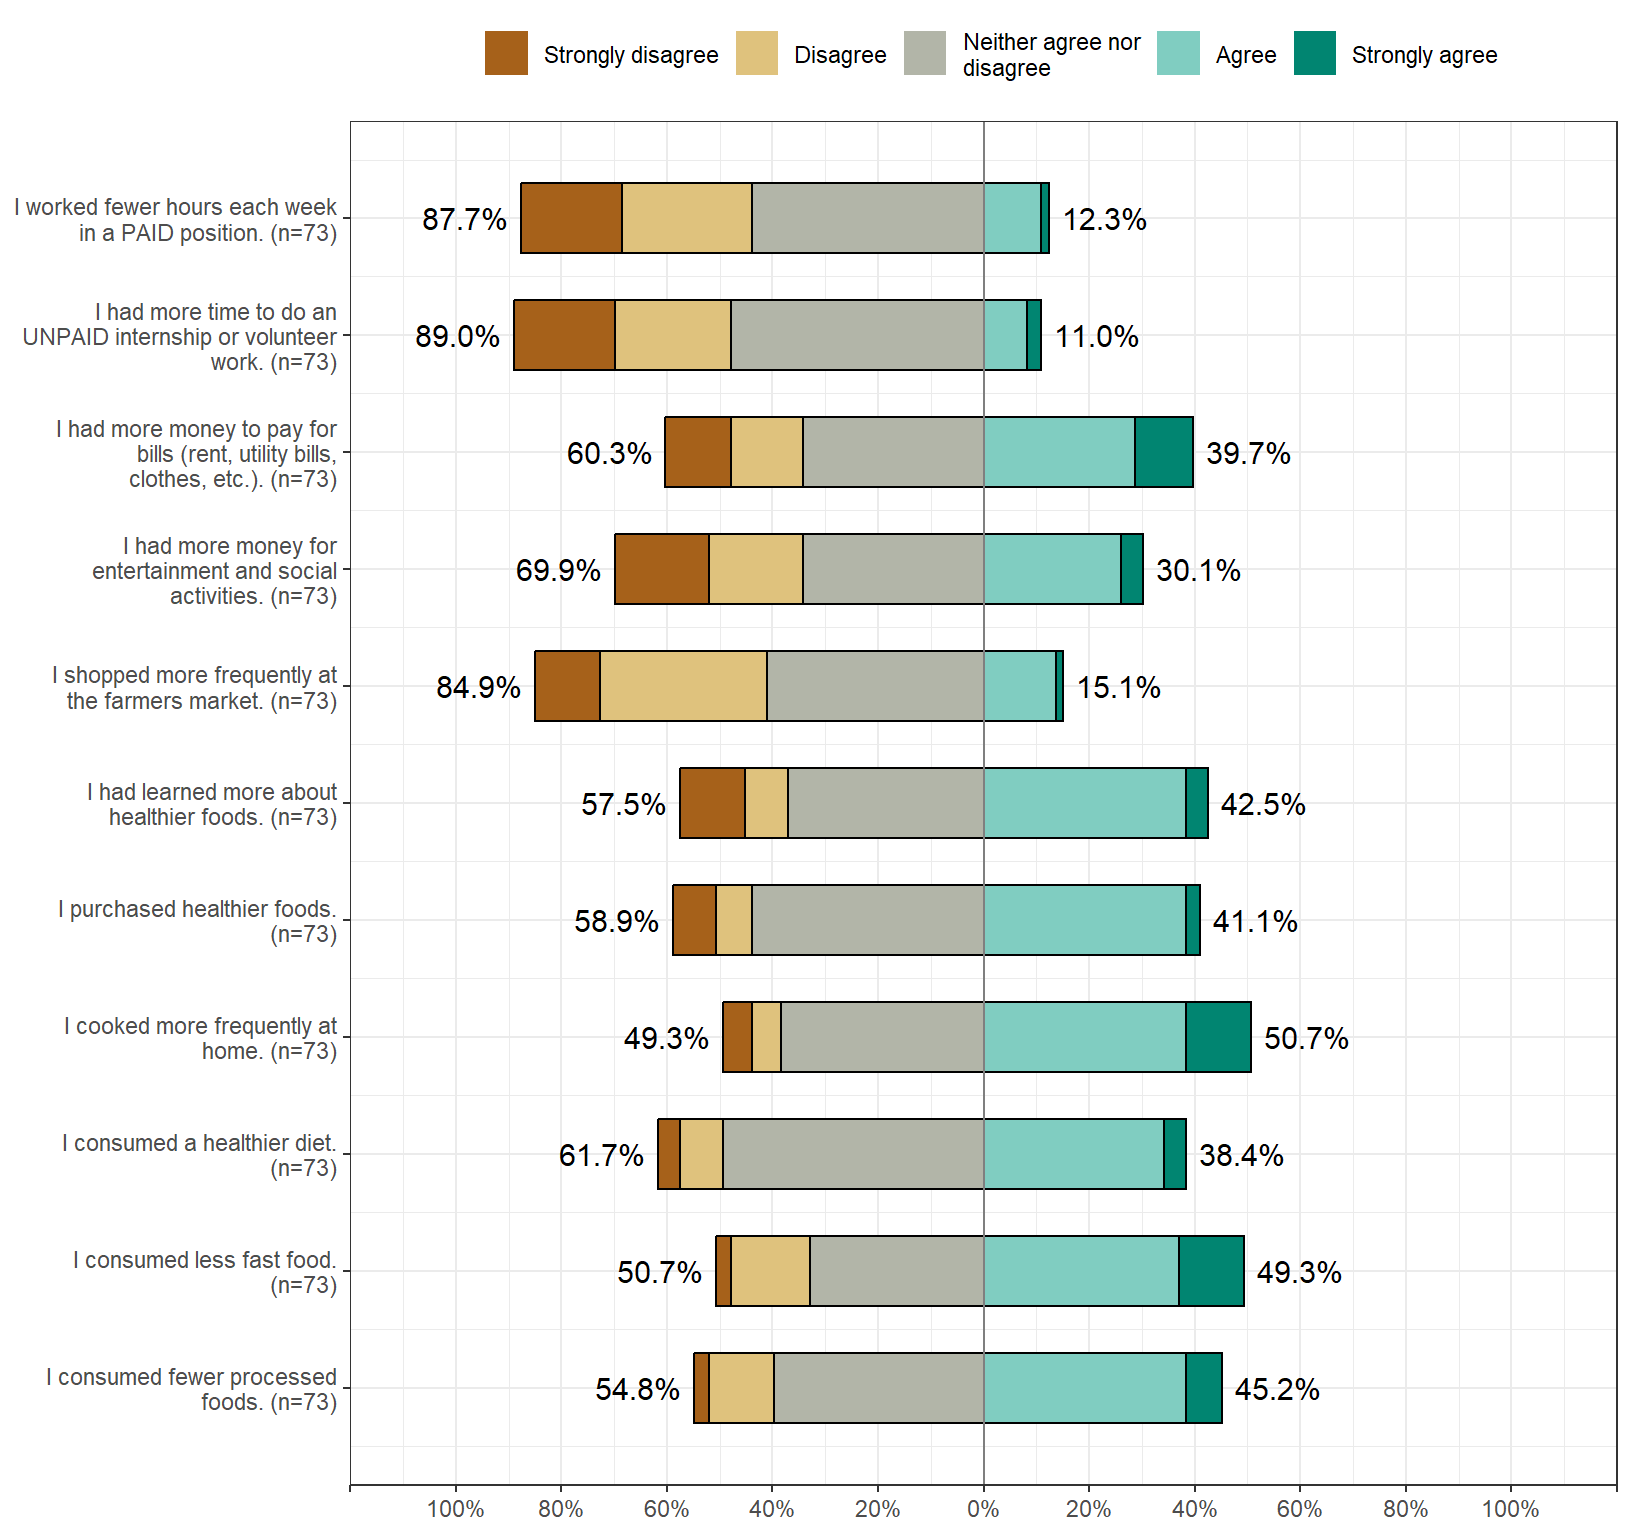 Strongly disagree
Disagree
Neither agree nor
disagree
Agree
Strongly agree
I worked fewer hours each week
in a PAID position. (n=73)
87.7%
12.3%
I had more time to do an
UNPAID internship or volunteer
work. (n=73)
89.0%
11.0%
I had more money to pay for
bills (rent, utility bills,
clothes, etc.). (n=73)
60.3%
39.7%
I had more money for
entertainment and social
activities. (n=73)
69.9%
30.1%
I shopped more frequently at
the farmers market. (n=73)
84.9%
15.1%
I had learned more about
healthier foods. (n=73)
57.5%
42.5%
I purchased healthier foods.
(n=73)
58.9%
41.1%
I cooked more frequently at
home. (n=73)
49.3%
50.7%
I consumed a healthier diet.
(n=73)
61.7%
38.4%
I consumed less fast food.
(n=73)
50.7%
49.3%
I consumed fewer processed
foods. (n=73)
54.8%
45.2%
100% 80% 60% 40% 20% 0% 20% 40% 60% 80% 100%